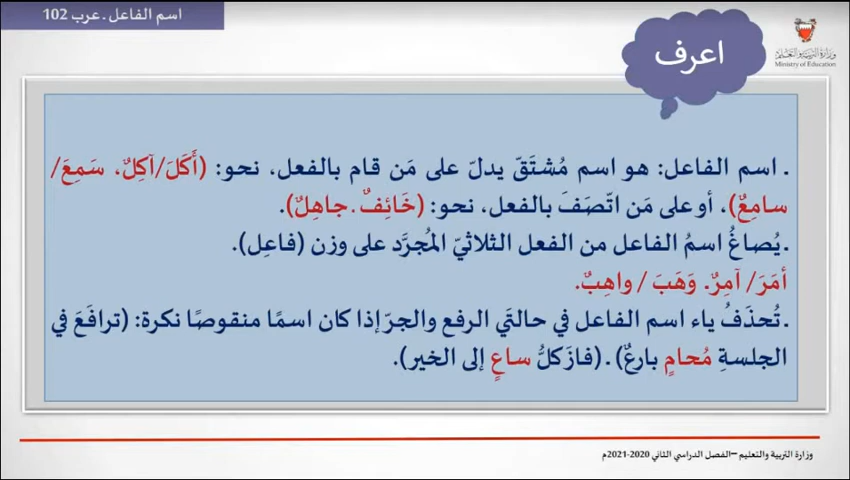 اسم الفاعل . عرب 102
اعرف
وزارة التربية والتعليم
Ministry of Education
. اسم الفاعل: هو اسم مُشتَقّ يدلّ على مَن قام بالفعل، نحو: (أَكَلَ/آكِلٌ، سَمِعَ/
سامِعٌ)، أو على مَن اتّصَفَ بالفعل، نحو: (خَائِفٌ . جاهِلٌ).
. يُصاغُ اسمُ الفاعل من الفعل الثلاثيّ المُجرَّد على وزن (فاعِل).
أمَرَ/ آمِرٌ. وَهَبَ / واهِبٌ.
. تُحذَفُ ياء اسم الفاعل في حالتَي الرفع والجرّ إذا كان اسمًا منقوصًا نكرة: (ترافَعَ في
الجلسةِ مُحامٍ بارعٌ) . (فازَ كلُّ ساعٍ إلى الخير).
وزارة التربية والتعليم –الفصل الدراسي الثاني 2020-2021م